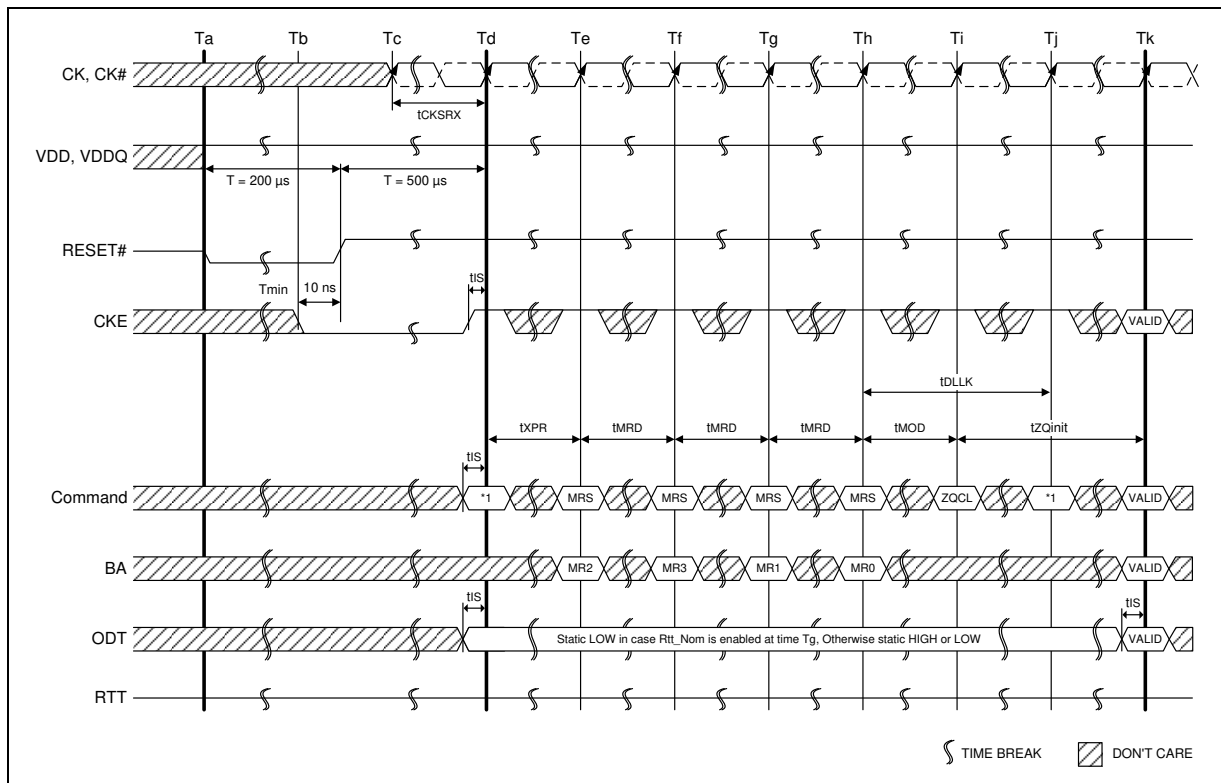 Ta Tb Tc Td Te Tf Tg Th Ti Tj Tk
CK, CK#
tCKSRX
VDD, VDDQ
T = 200 µs T = 500 µs
RESET#
Tmin 10 ns tIS
CKE VALID
tDLLK
tXPR tMRD tMRD tMRD tMOD tZQinit
tIS
Command *1 MRS MRS MRS MRS ZQCL *1 VALID
BA MR2 MR3 MR1 MR0 VALID
tIS tIS
ODT Static LOW in case Rtt_Nom is enabled at time Tg, Otherwise static HIGH or LOW VALID
RTT
TIME BREAK DON'T CARE